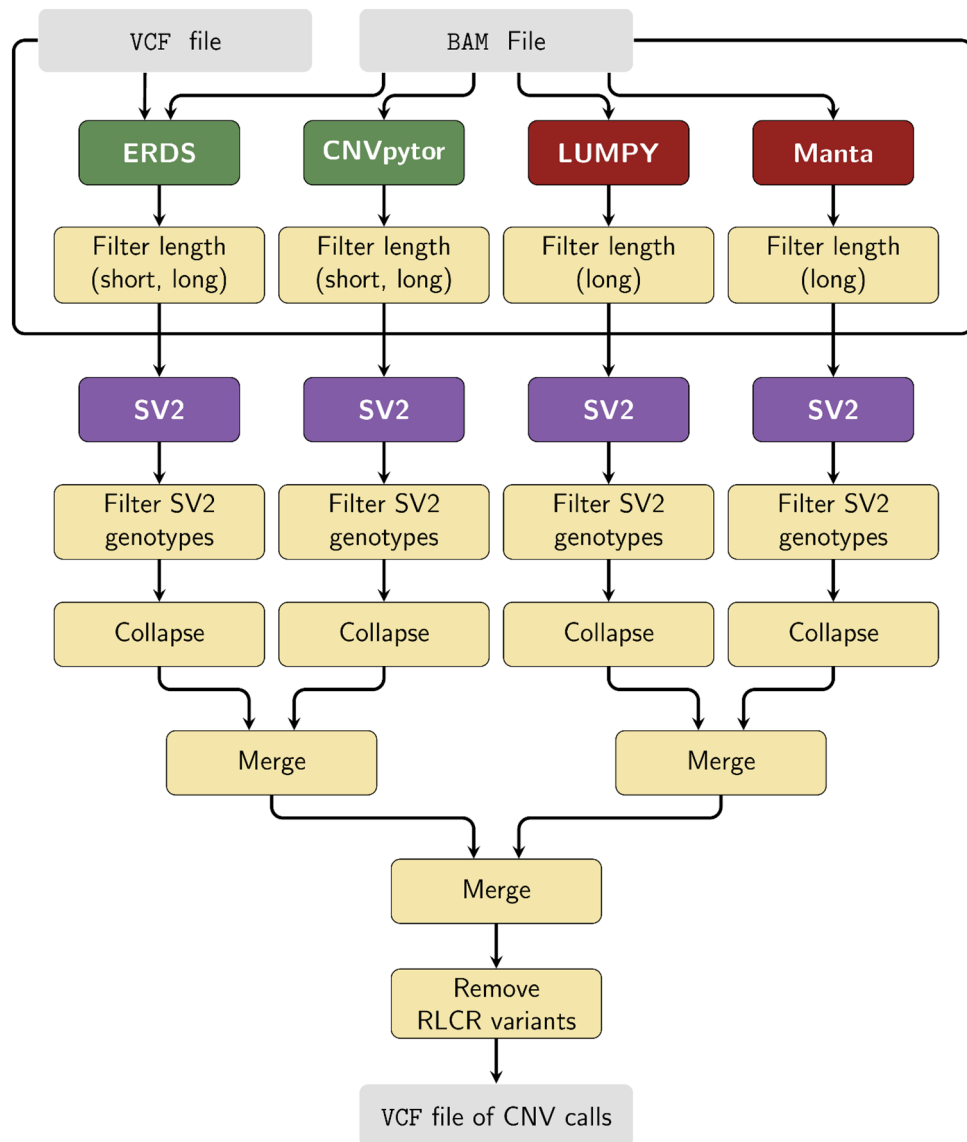 VCF file
BAM File
ERDS
CNVpytor
LUMPY
Manta
Filter length
(short, long)
Filter length
(short, long)
Filter length
(long)
Filter length
(long)
SV2
SV2
SV2
SV2
Filter SV2
genotypes
Filter SV2
genotypes
Filter SV2
genotypes
Filter SV2
genotypes
Collapse
Collapse
Collapse
Collapse
Merge
Merge
Merge
Remove
RLCR variants
VCF file of CNV calls